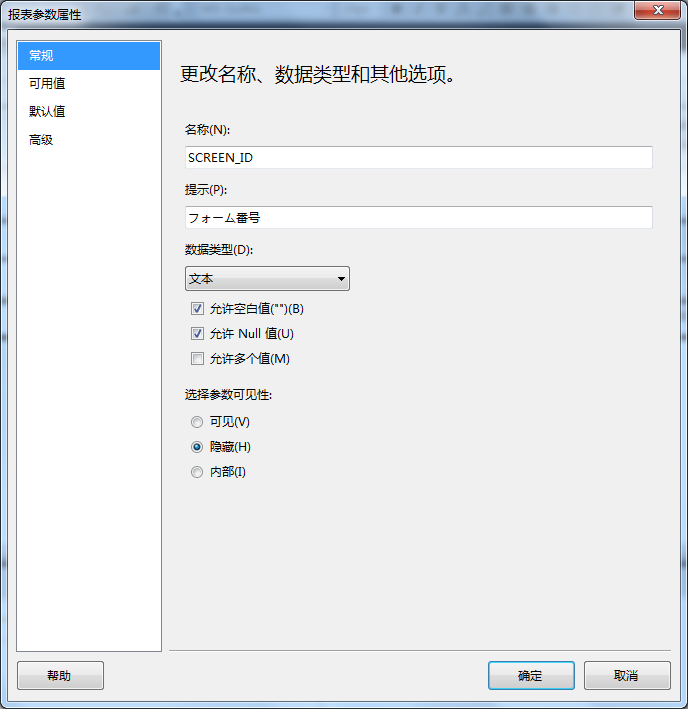 报表参数属性
常规
可用值
默认值
高级
更改名称、数据类型和其他选项。
名称(N):
SCREEN_ID
提示(P):
フォーム番号
数据类型(D):
文本
允许空白值("")(B)
允许 Null 值(U)
允许多个值(M)
选择参数可见性:
可见(V)
隐藏(H)
内部(I)
帮助
确定
取消